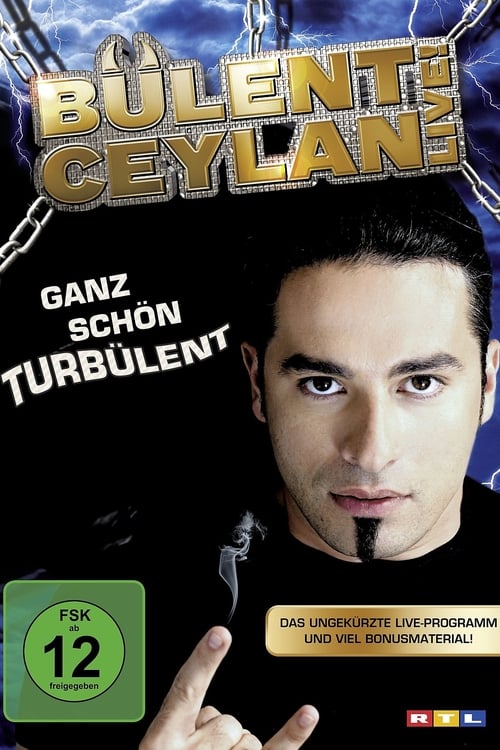 BÜLENT
CEYLAN
LIVE!
GANZ
SCHÖN
TURBÜLENT
DAS UNGEKÜRZTE LIVE-PROGRAMM
UND VIEL BONUSMATERIAL!
FSK
ab
12
freigegeben
RTL